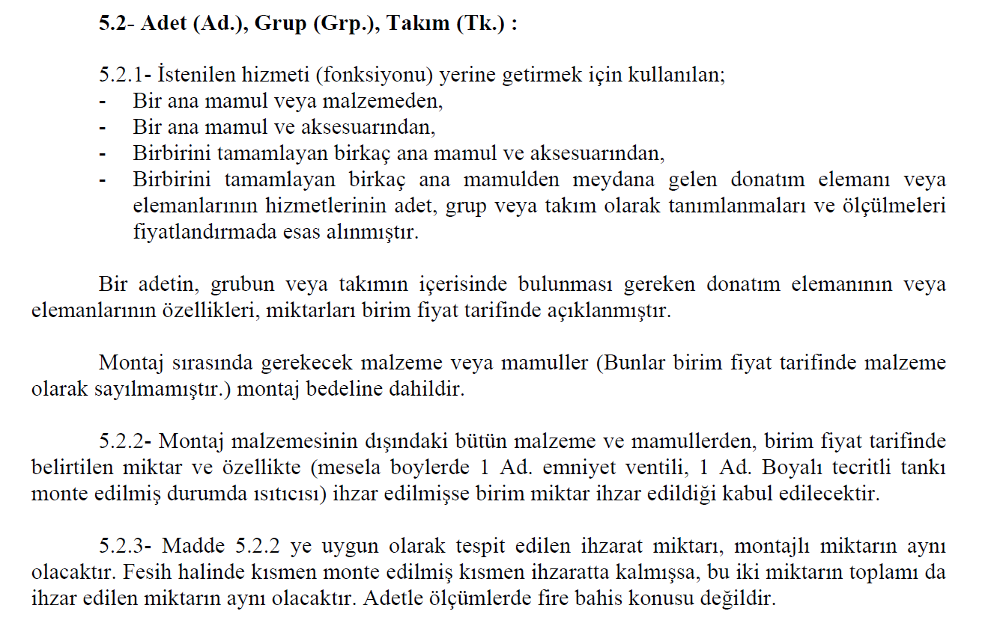 5.2- Adet (Ad.), Grup (Grp.), Takım (Tk.) :
5.2.1- İstenilen hizmeti (fonksiyonu) yerine getirmek için kullanılan;
- Bir ana mamul veya malzemeden,
- Bir ana mamul ve aksesuarından,
- Birbirini tamamlayan birkaç ana mamul ve aksesuarından,
- Birbirini tamamlayan birkaç ana mamulden meydana gelen donatım elemanı veya
elemanlarının hizmetlerinin adet, grup veya takım olarak tanımlanmaları ve ölçülmeleri
fiyatlandırmada esas alınmıştır.
Bir adetin, grubun veya takımın içerisinde bulunması gereken donatım elemanının veya
elemanlarının özellikleri, miktarları birim fiyat tarifinde açıklanmıştır.
Montaj sırasında gerekecek malzeme veya mamuller (Bunlar birim fiyat tarifinde malzeme
olarak sayılmamıştır.) montaj bedeline dahildir.
5.2.2- Montaj malzemesinin dışındaki bütün malzeme ve mamullerden, birim fiyat tarifinde
belirtilen miktar ve özellikte (mesela boylerde 1 Ad. emniyet ventili, 1 Ad. Boyalı tecritli tankı
monte edilmiş durumda ısıtıcısı) ihzar edilmişse birim miktar ihzar edildiği kabul edilecektir.
5.2.3- Madde 5.2.2 ye uygun olarak tespit edilen ihzarat miktarı, montajlı miktarın aynı
olacaktır. Fesih halinde kısmen monte edilmiş kısmen ihzaratta kalmışsa, bu iki miktarın toplamı da
ihzar edilen miktarın aynı olacaktır. Adetle ölçümlerde fire bahis konusu değildir.